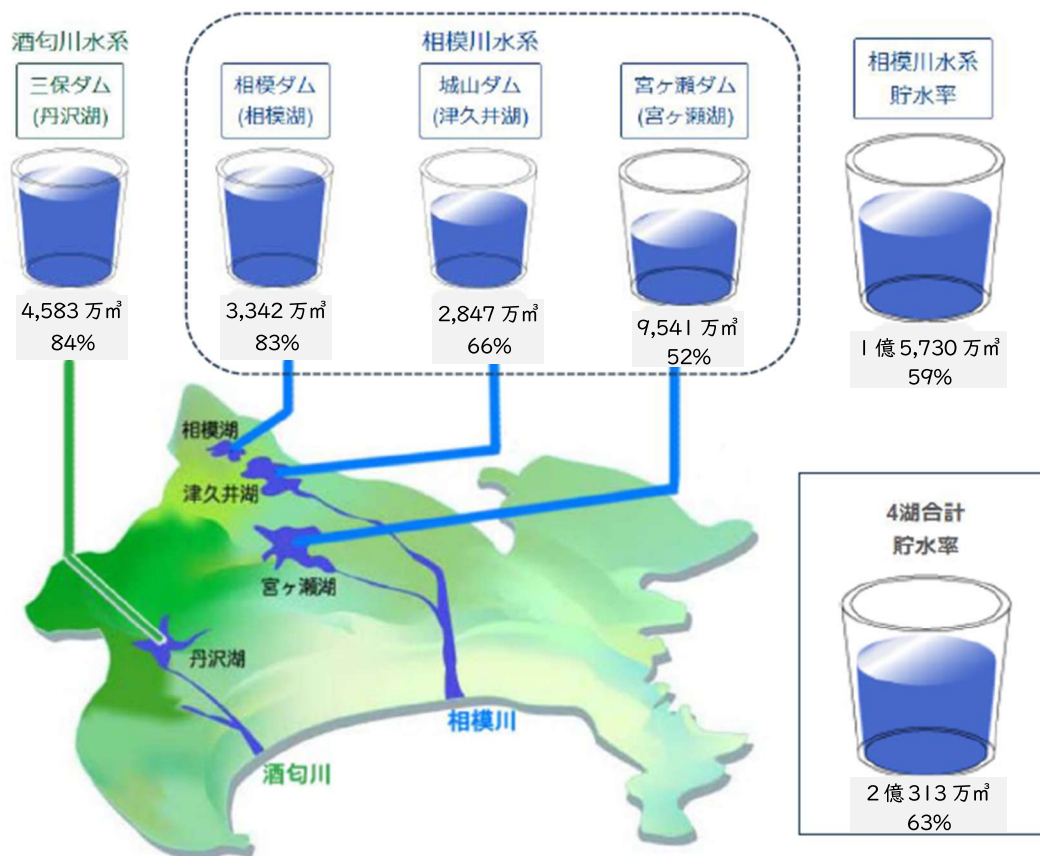 酒匂川水系
三保ダム
(丹沢湖)
4,583 万㎥
84%
相模川水系
相模ダム
(相模湖)
3,342 万㎥
83%
城山ダム
(津久井湖)
2,847 万㎥
66%
宮ヶ瀬ダム
(宮ヶ瀬湖)
9,541 万㎥
52%
相模川水系
貯水率
1億 5,730 万㎥
59%
相模湖
津久井湖
宮ヶ瀬湖
丹沢湖
相模川
酒匂川
4湖合計
貯水率
2億 313 万㎥
63%